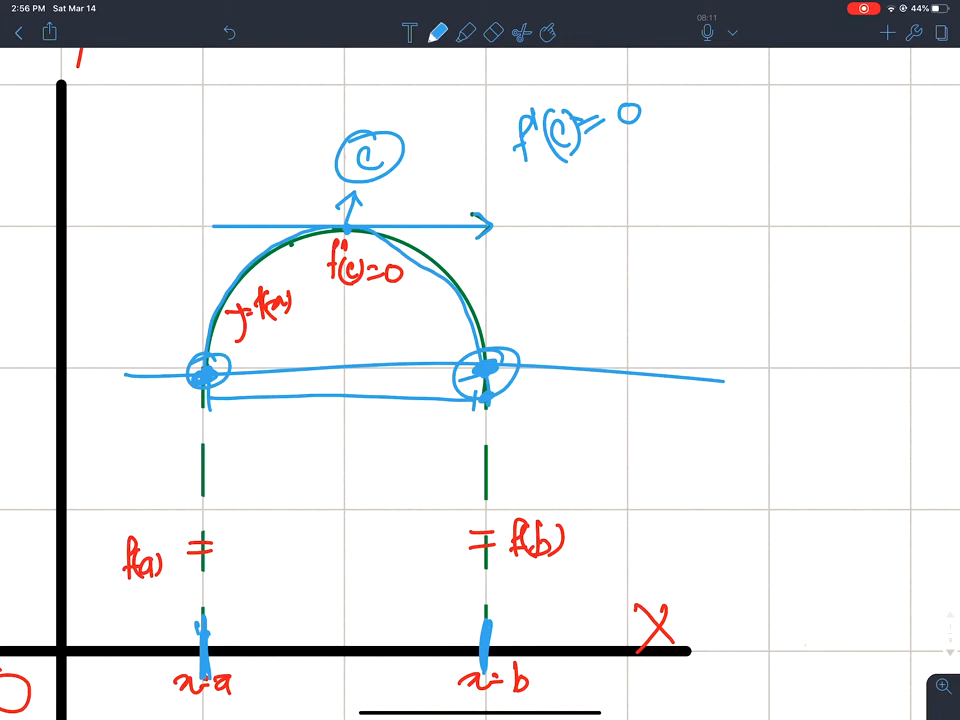 2:56 PM Sat Mar 14
44%
08:11
T
f'(c) = 0
c
f'(c) = 0
y = f(x)
f(a) =
= f(b)
X
O
x = a
x = b